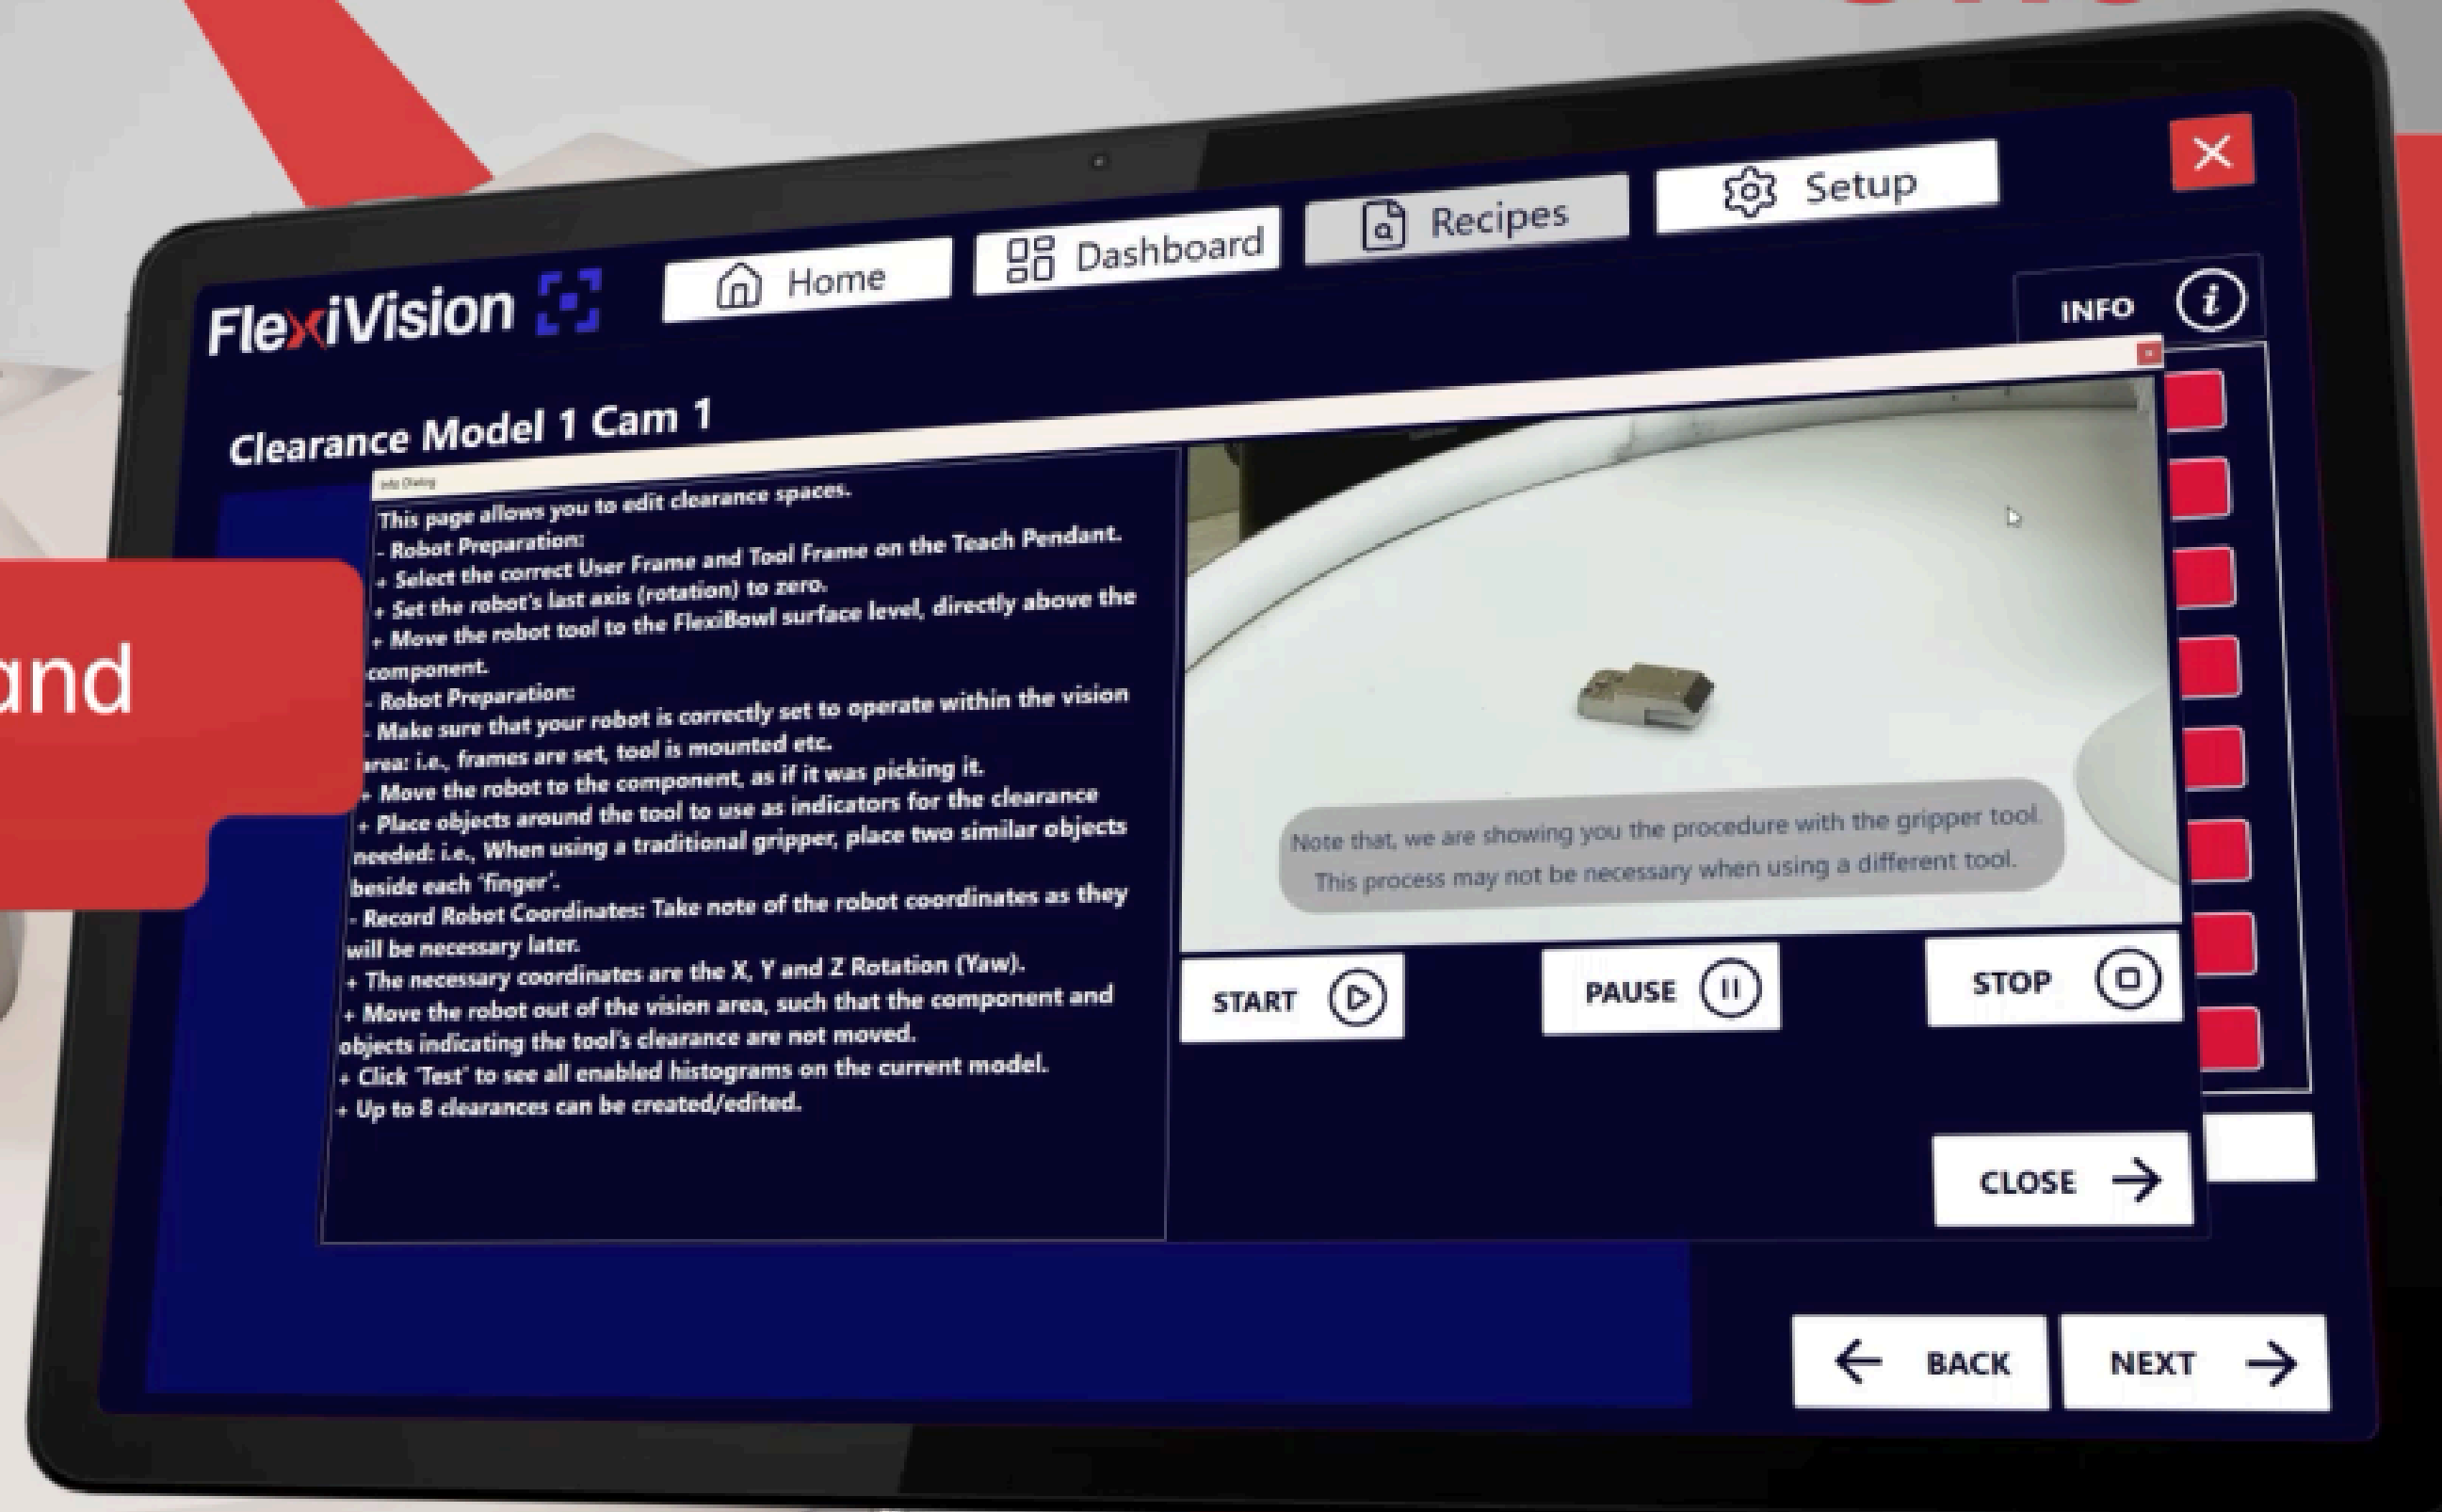 FlexiVision
Home
Dashboard
Recipes
Setup
INFO
Clearance Model 1 Cam 1
Info Dialog
This page allows you to edit clearance spaces.
- Robot Preparation:
+ Select the correct User Frame and Tool Frame on the Teach Pendant.
+ Set the robot's last axis (rotation) to zero.
+ Move the robot tool to the FlexiBowl surface level, directly above the
component.
- Robot Preparation:
- Make sure that your robot is correctly set to operate within the vision
area: i.e., frames are set, tool is mounted etc.
+ Move the robot to the component, as if it was picking it.
+ Place objects around the tool to use as indicators for the clearance
needed: i.e., When using a traditional gripper, place two similar objects
beside each 'finger'.
- Record Robot Coordinates: Take note of the robot coordinates as they
will be necessary later.
+ The necessary coordinates are the X, Y and Z Rotation (Yaw).
+ Move the robot out of the vision area, such that the component and
objects indicating the tool's clearance are not moved.
+ Click 'Test' to see all enabled histograms on the current model.
+ Up to 8 clearances can be created/edited.
Note that, we are showing you the procedure with the gripper tool.
This process may not be necessary when using a different tool.
START
PAUSE
STOP
CLOSE
BACK
NEXT
and